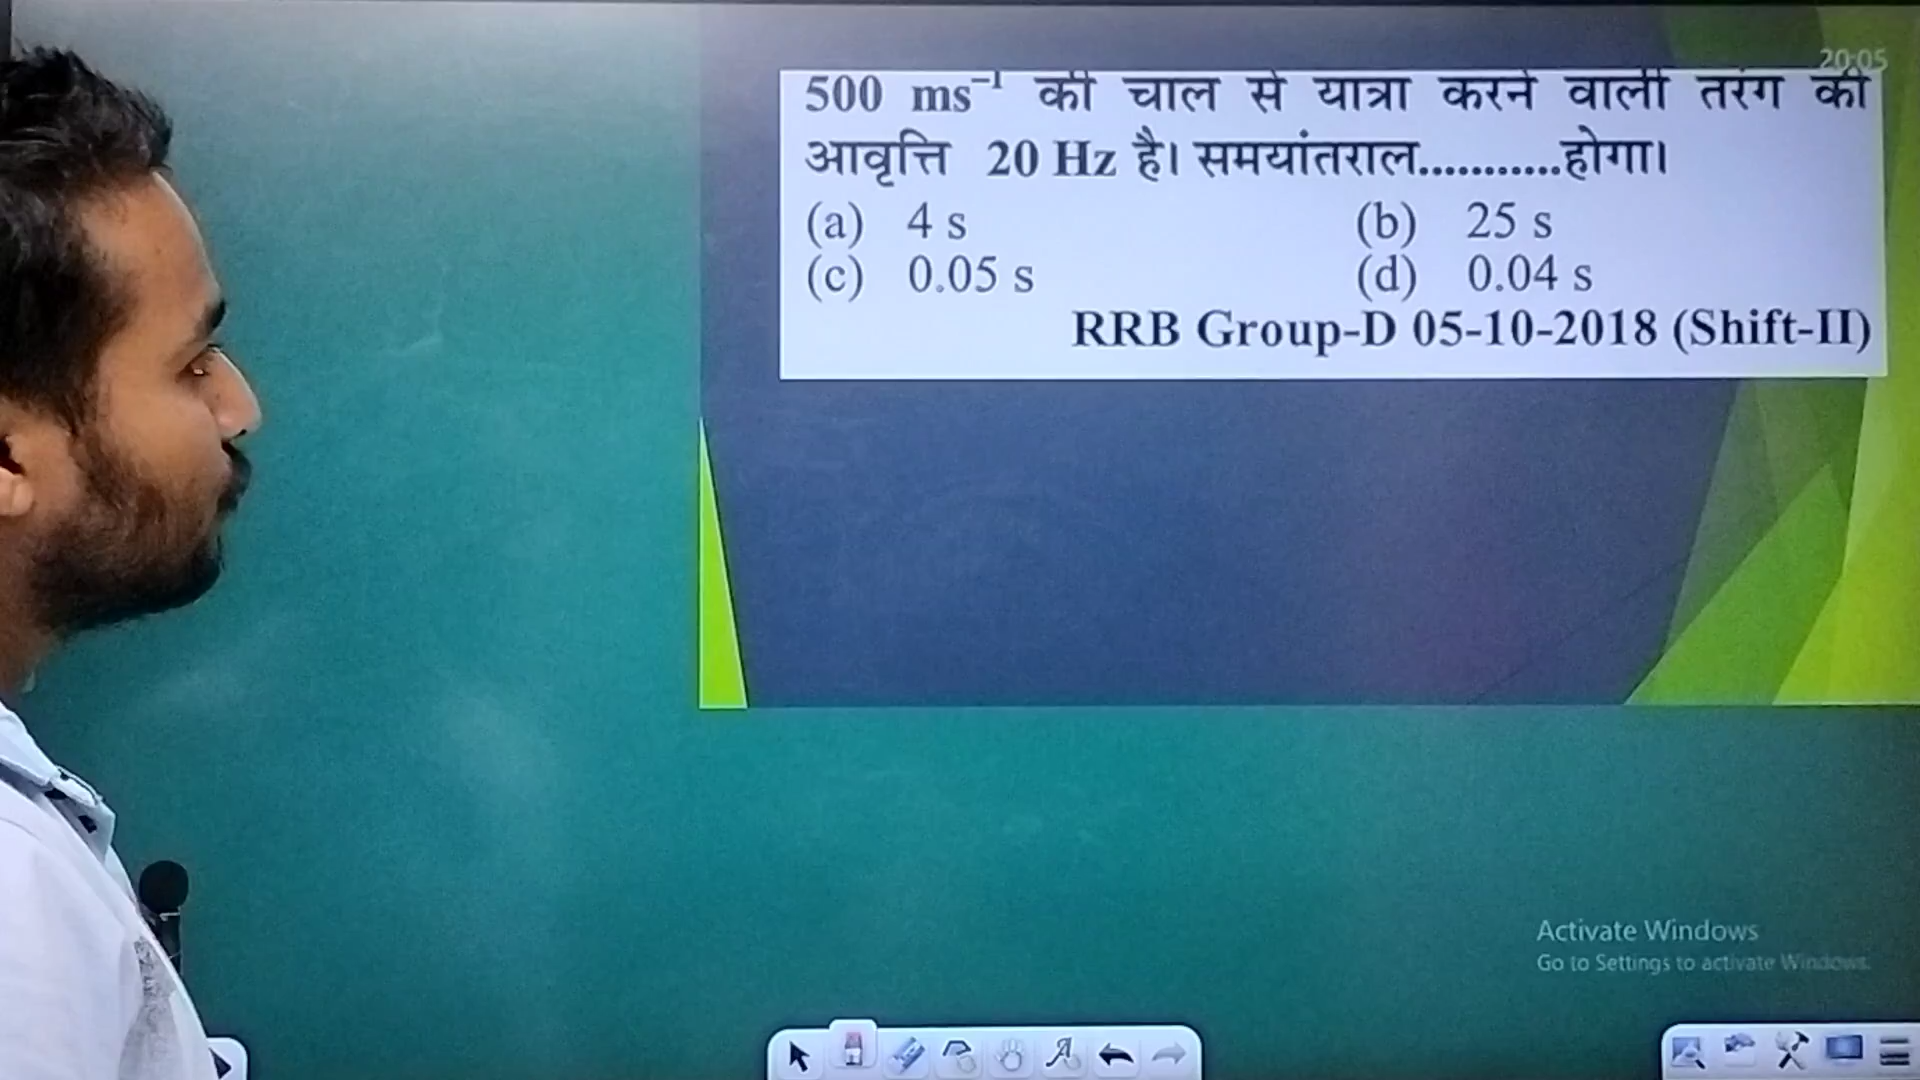 20:05
500 ms⁻¹ की चाल से यात्रा करने वाली तरंग की
आवृत्ति 20 Hz है। समयांतराल...........होगा।
(a) 4 s (b) 25 s
(c) 0.05 s (d) 0.04 s
RRB Group-D 05-10-2018 (Shift-II)
Activate Windows
Go to Settings to activate Windows.